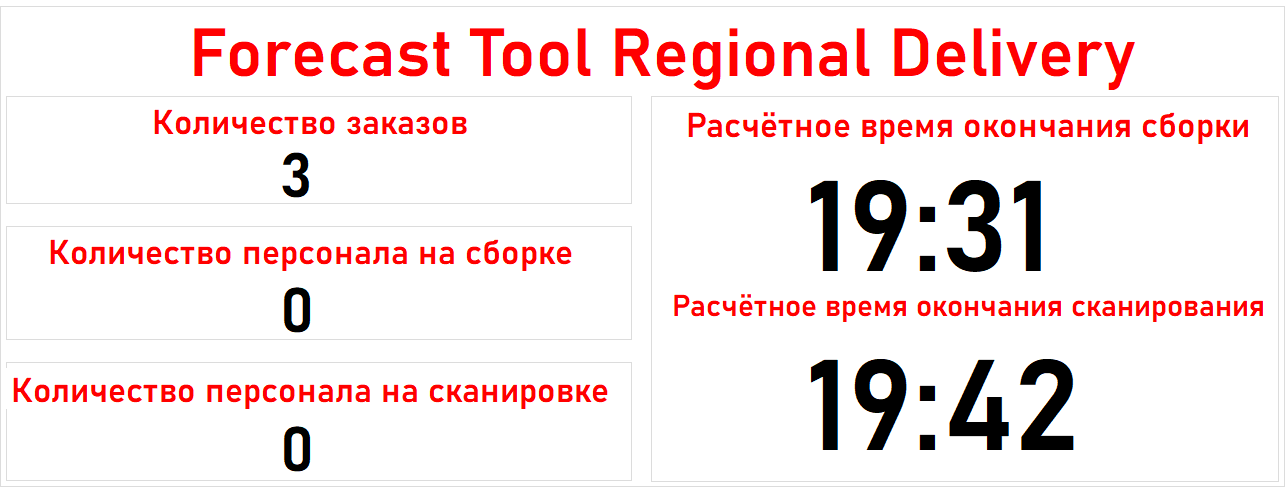 Forecast Tool Regional Delivery
Количество заказов
3
Количество персонала на сборке
0
Количество персонала на сканировке
0
Расчётное время окончания сборки
19:31
Расчётное время окончания сканирования
19:42